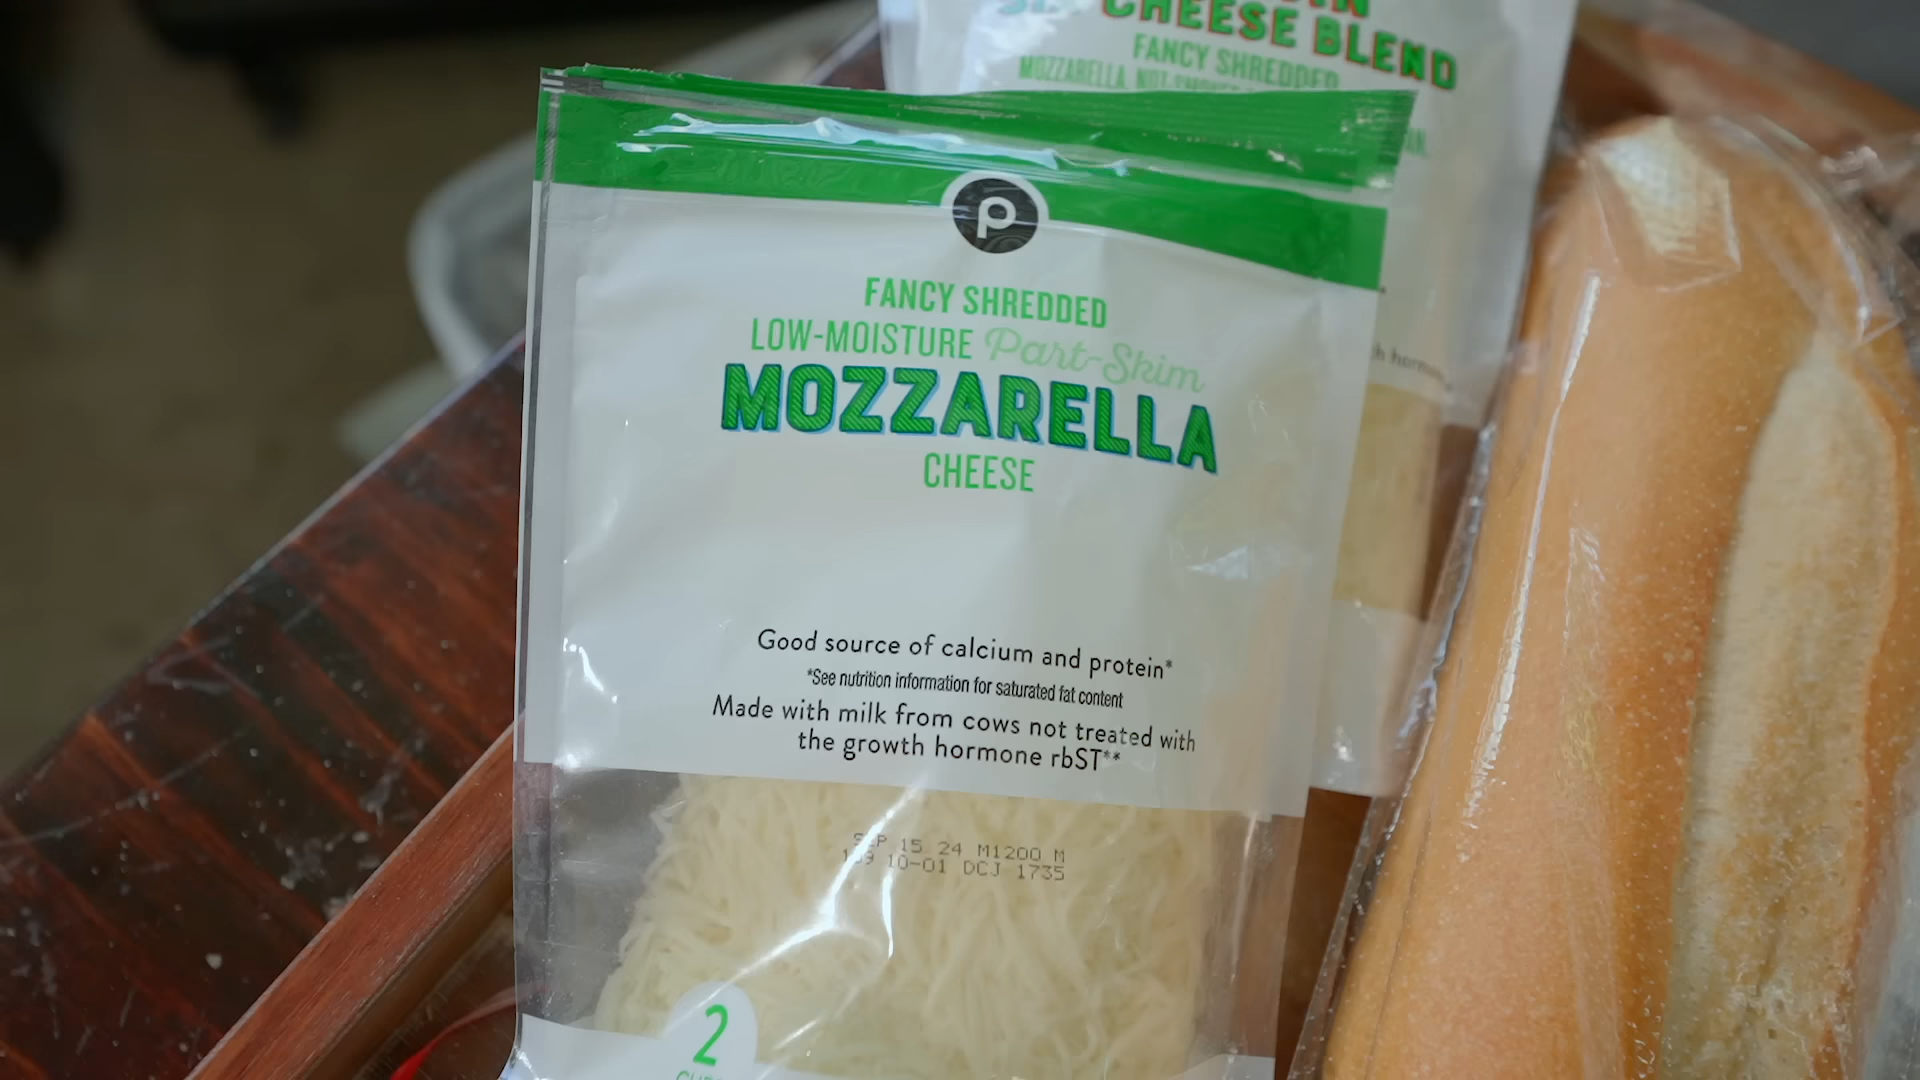 CHEESE BLEND
FANCY SHREDDED
MOZZARELLA,
P
FANCY SHREDDED
LOW-MOISTURE Part-Skim
MOZZARELLA
CHEESE
Good source of calcium and protein*
*See nutrition information for saturated fat content
Made with milk from cows not treated with
the growth hormone rbST**
SEP 15 24 M1200 M
10-01 DCJ 1735
2